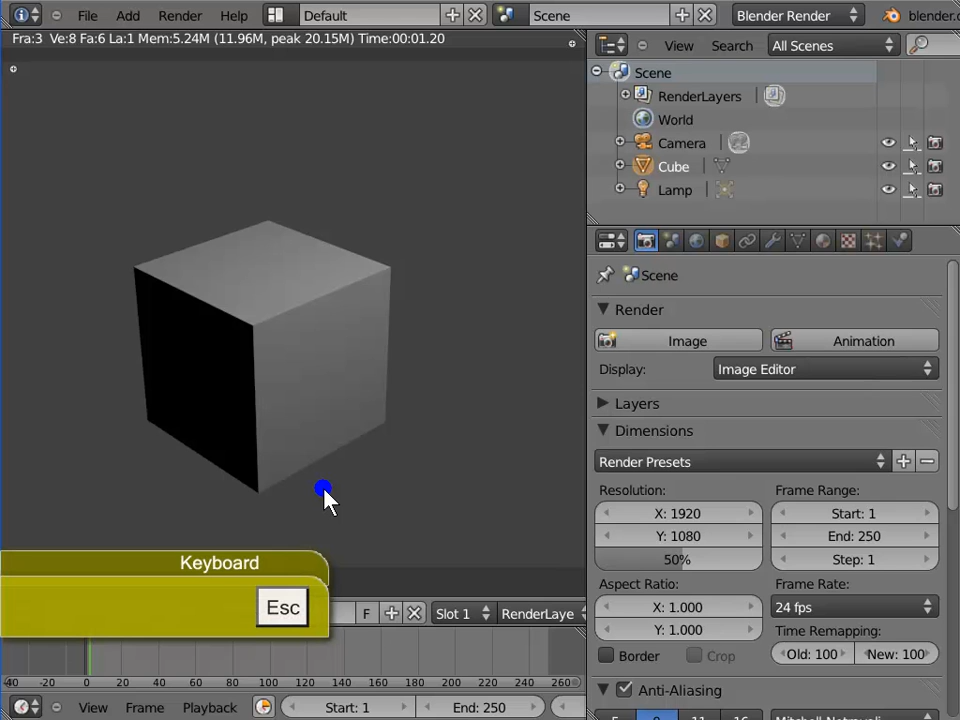 File Add Render Help Default Scene Blender Render blender.
Fra:3 Ve:8 Fa:6 La:1 Mem:5.24M (11.96M, peak 20.15M) Time:00:01.20
View Search All Scenes
Scene
RenderLayers
World
Camera
Cube
Lamp
Scene
Render
Image Animation
Display: Image Editor
Layers
Dimensions
Render Presets
Resolution: Frame Range:
X: 1920 Start: 1
Y: 1080 End: 250
50% Step: 1
Aspect Ratio: Frame Rate:
X: 1.000 24 fps
Y: 1.000 Time Remapping:
Border Crop Old: 100 New: 100
Anti-Aliasing
5 8 11 16
Keyboard
Esc
F Slot 1 RenderLaye
-40 -20 0 20 40 60 80 100 120 140 160 180 200 220 240 260
View Frame Playback Start: 1 End: 250